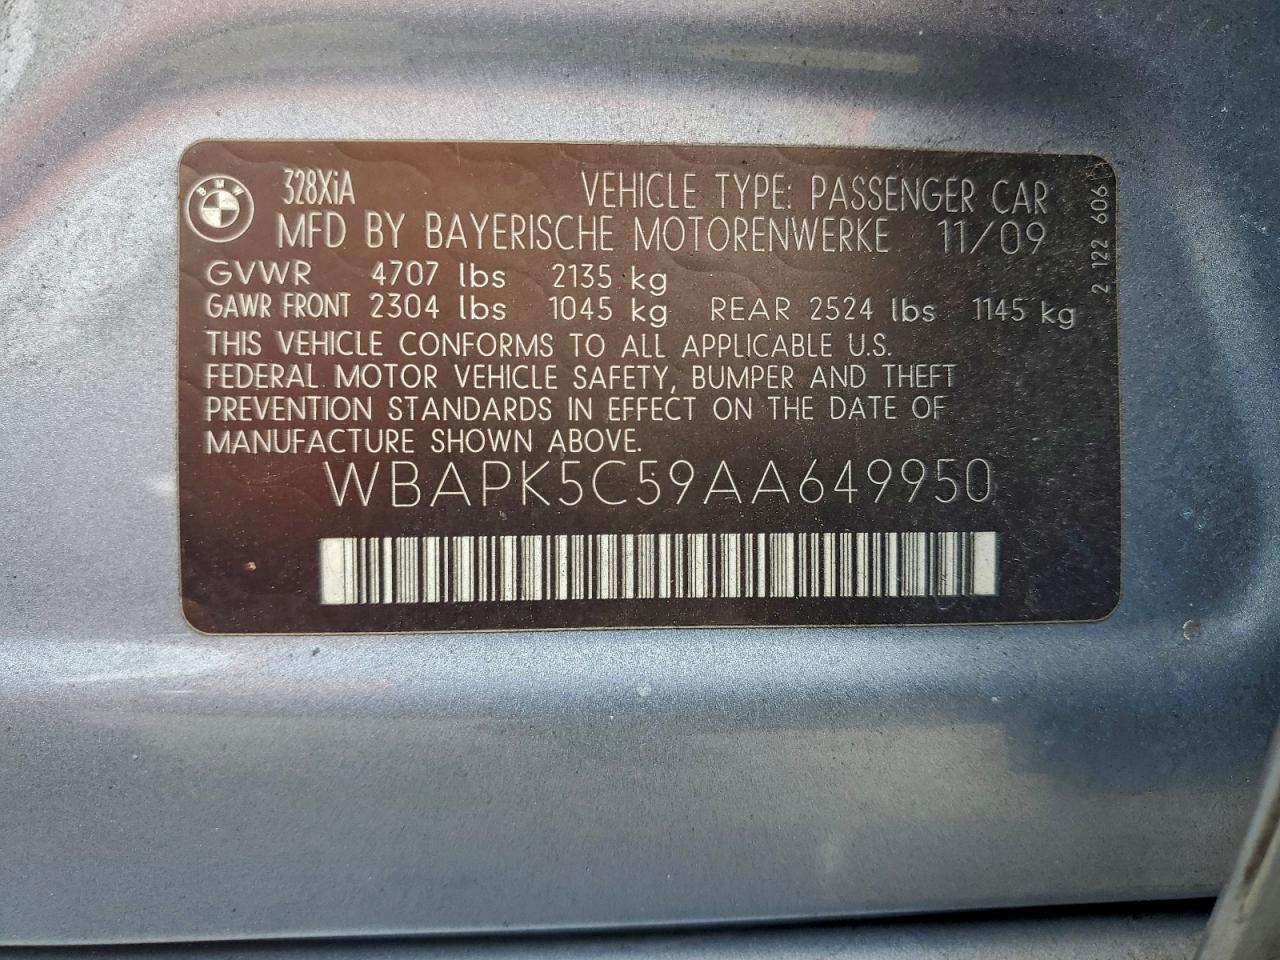 BMW
328XiA VEHICLE TYPE: PASSENGER CAR
MFD BY BAYERISCHE MOTORENWERKE 11/09
GVWR 4707 lbs 2135 kg
GAWR FRONT 2304 lbs 1045 kg REAR 2524 lbs 1145 kg
THIS VEHICLE CONFORMS TO ALL APPLICABLE U.S.
FEDERAL MOTOR VEHICLE SAFETY, BUMPER AND THEFT
PREVENTION STANDARDS IN EFFECT ON THE DATE OF
MANUFACTURE SHOWN ABOVE.
WBAPK5C59AA649950
2 122 606